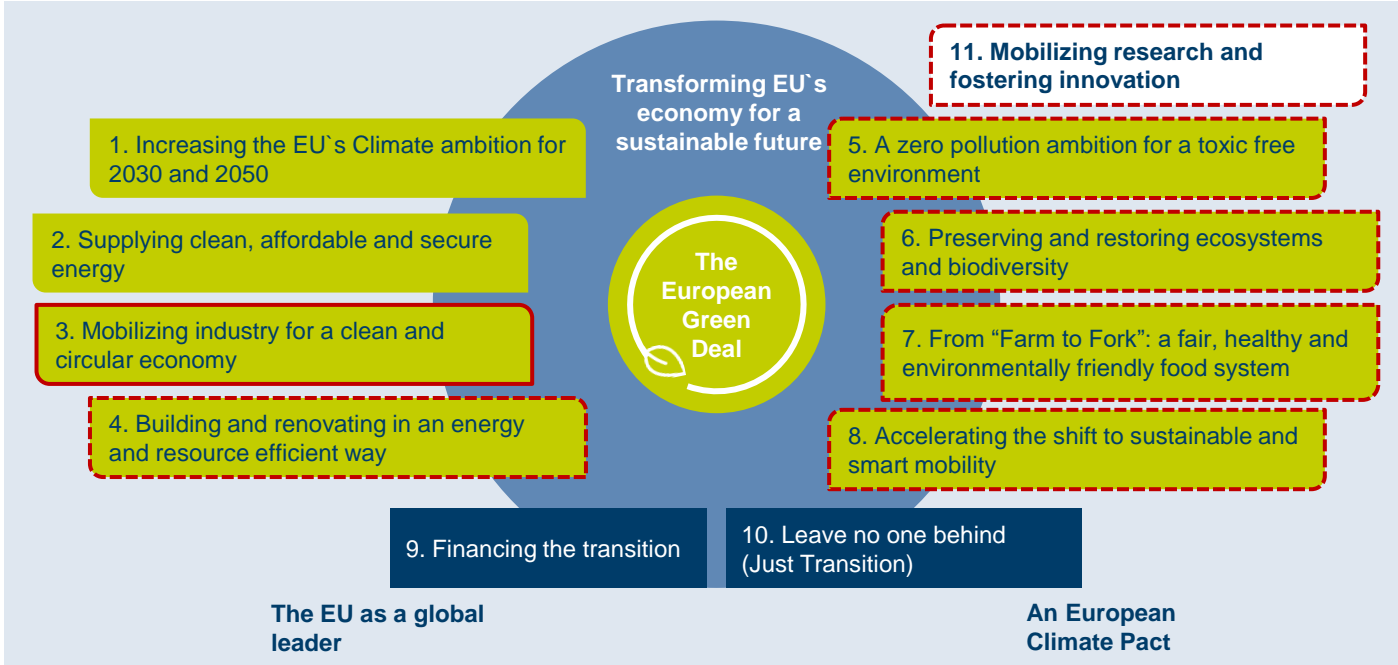 Transforming EU`s
economy for a
sustainable future
11. Mobilizing research and
fostering innovation
1. Increasing the EU`s Climate ambition for
2030 and 2050
2. Supplying clean, affordable and secure
energy
3. Mobilizing industry for a clean and
circular economy
4. Building and renovating in an energy
and resource efficient way
The
European
Green
Deal
5. A zero pollution ambition for a toxic free
environment
6. Preserving and restoring ecosystems
and biodiversity
7. From “Farm to Fork”: a fair, healthy and
environmentally friendly food system
8. Accelerating the shift to sustainable and
smart mobility
9. Financing the transition
10. Leave no one behind
(Just Transition)
The EU as a global
leader
An European
Climate Pact